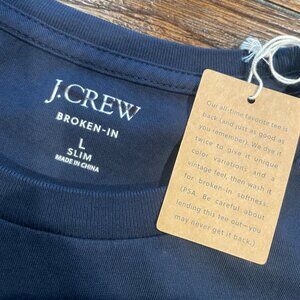 J.CREW
BROKEN-IN
L
SLIM
MADE IN CHINA
Our all-time favorite tee is
back (and just as good as
you remember). We dye it
twice to give it unique
color variations and a
vintage feel, then wash it
for broken-in softness.
(PSA: Be careful about
lending this tee out—you
may never get it back.)